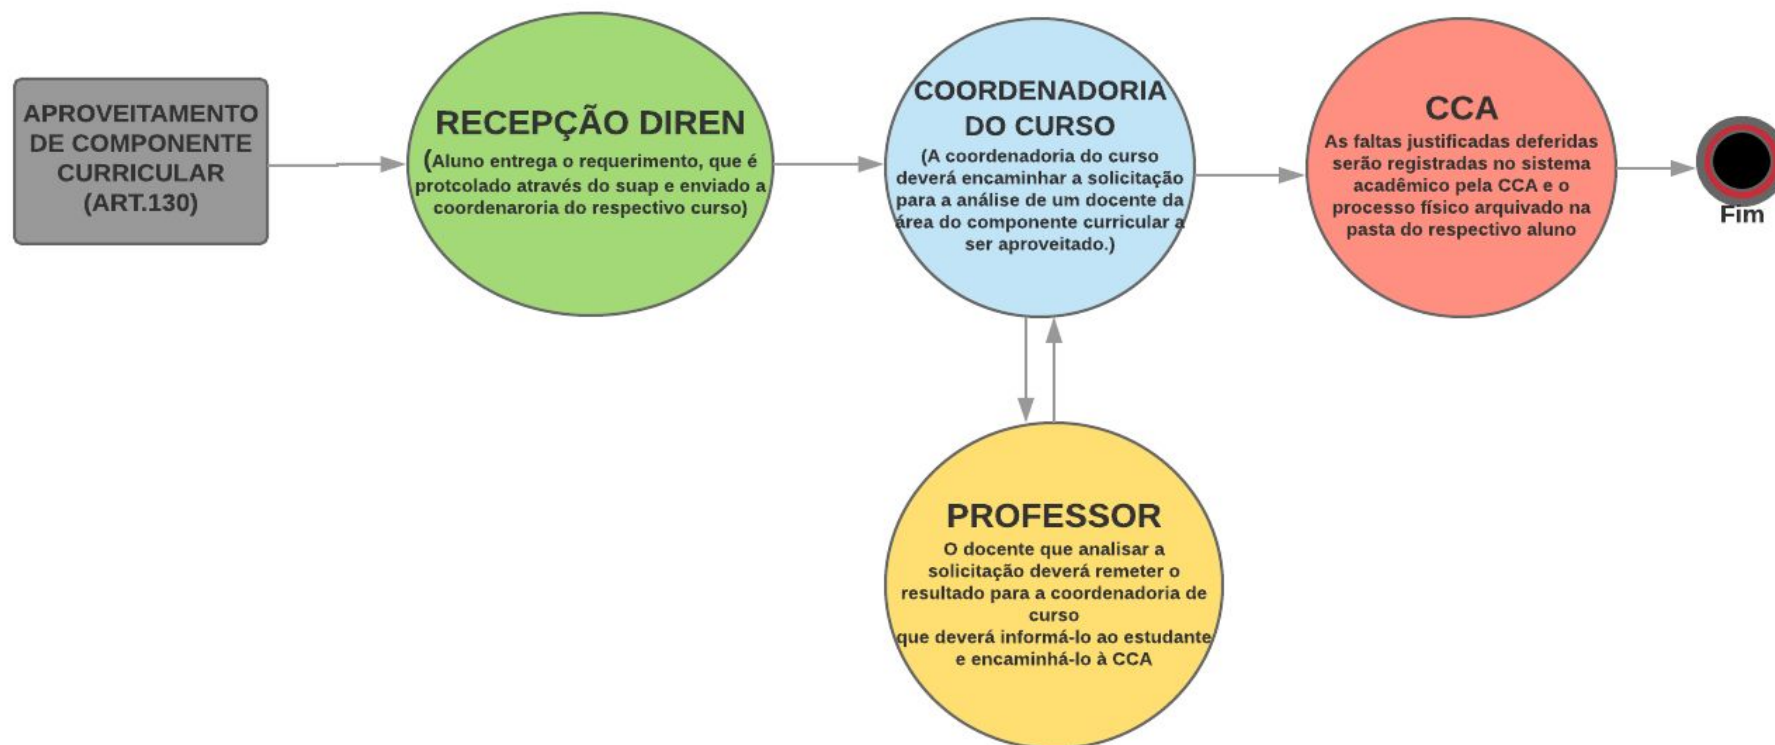 APROVEITAMENTO
DE COMPONENTE
CURRICULAR
(ART.130)
RECEPÇÃO DIREN
(Aluno entrega o requerimento, que é
protcolado através do suap e enviado a
coordenaroria do respectivo curso)
COORDENADORIA
DO CURSO
(A coordenadoria do curso
deverá encaminhar a solicitação
para a análise de um docente da
área do componente curricular a
ser aproveitado.)
CCA
As faltas justificadas deferidas
serão registradas no sistema
acadêmico pela CCA e o
processo físico arquivado na
pasta do respectivo aluno
Fim
PROFESSOR
O docente que analisar a
solicitação deverá remeter o
resultado para a coordenadoria de
curso
que deverá informá-lo ao estudante
e encaminhá-lo à CCA